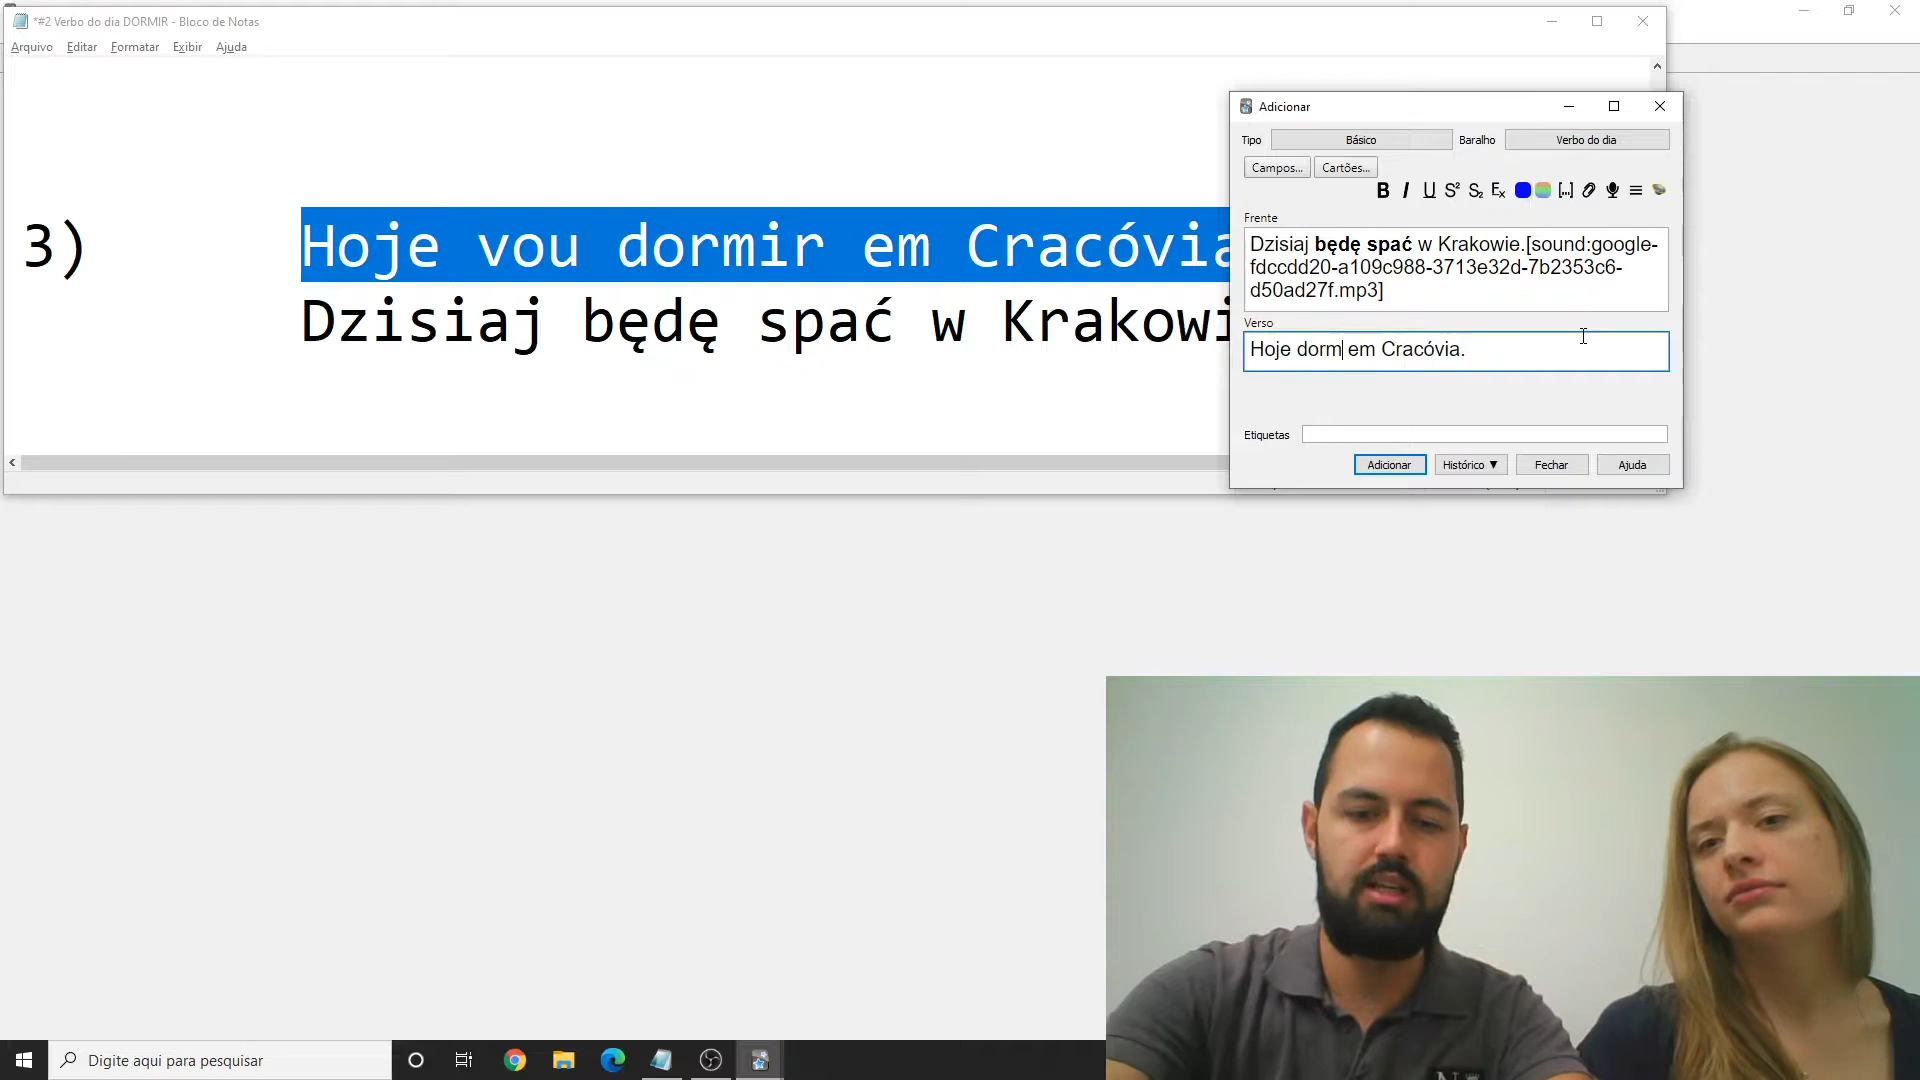 *#2 Verbo do dia DORMIR - Bloco de Notas
Arquivo Editar Formatar Exibir Ajuda
3) Hoje vou dormir em Cracóvia
Dzisiaj będę spać w Krakowi
Adicionar
Tipo Básico Baralho Verbo do dia
Campos... Cartões...
Frente
Dzisiaj będę spać w Krakowie.[sound:google-
fdccdd20-a109c988-3713e32d-7b2353c6-
d50ad27f.mp3]
Verso
Hoje dorm em Cracóvia.
Etiquetas
Adicionar Histórico ▼ Fechar Ajuda
Digite aqui para pesquisar